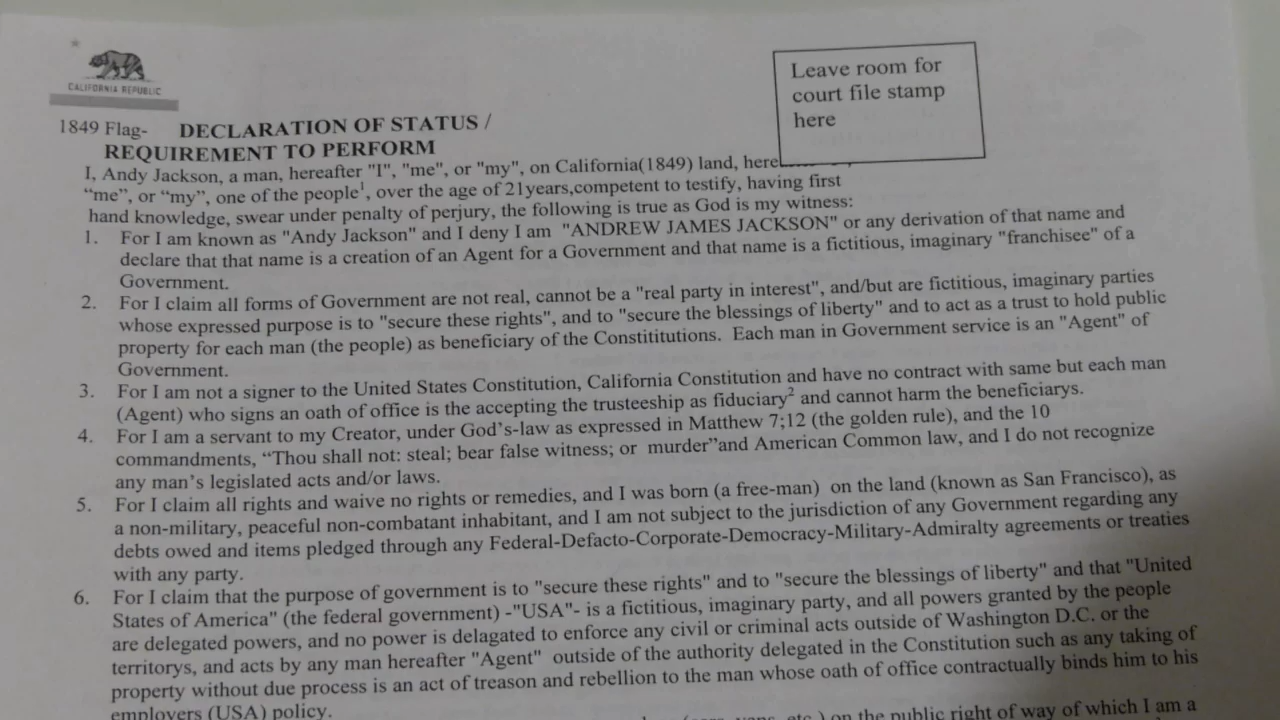 CALIFORNIA REPUBLIC
Leave room for
court file stamp
here
1849 Flag- DECLARATION OF STATUS /
REQUIREMENT TO PERFORM
I, Andy Jackson, a man, hereafter "I", "me", or "my", on California(1849) land, here
“me”, or “my”, one of the people1, over the age of 21years,competent to testify, having first
hand knowledge, swear under penalty of perjury, the following is true as God is my witness:
1. For I am known as "Andy Jackson" and I deny I am "ANDREW JAMES JACKSON" or any derivation of that name and
declare that that name is a creation of an Agent for a Government and that name is a fictitious, imaginary "franchisee" of a
Government.
2. For I claim all forms of Government are not real, cannot be a "real party in interest", and/but are fictitious, imaginary parties
whose expressed purpose is to "secure these rights", and to "secure the blessings of liberty" and to act as a trust to hold public
property for each man (the people) as beneficiary of the Constititutions. Each man in Government service is an "Agent" of
Government.
3. For I am not a signer to the United States Constitution, California Constitution and have no contract with same but each man
(Agent) who signs an oath of office is the accepting the trusteeship as fiduciary2 and cannot harm the beneficiarys.
4. For I am a servant to my Creator, under God’s-law as expressed in Matthew 7;12 (the golden rule), and the 10
commandments, “Thou shall not: steal; bear false witness; or murder”and American Common law, and I do not recognize
any man’s legislated acts and/or laws.
5. For I claim all rights and waive no rights or remedies, and I was born (a free-man) on the land (known as San Francisco), as
a non-military, peaceful non-combatant inhabitant, and I am not subject to the jurisdiction of any Government regarding any
debts owed and items pledged through any Federal-Defacto-Corporate-Democracy-Military-Admiralty agreements or treaties
with any party.
6. For I claim that the purpose of government is to "secure these rights" and to "secure the blessings of liberty" and that "United
States of America" (the federal government) -"USA"- is a fictitious, imaginary party, and all powers granted by the people
are delegated powers, and no power is delagated to enforce any civil or criminal acts outside of Washington D.C. or the
territorys, and acts by any man hereafter "Agent" outside of the authority delegated in the Constitution such as any taking of
property without due process is an act of treason and rebellion to the man whose oath of office contractually binds him to his
employers (USA) policy.
etc.) on the public right of way of which I am a